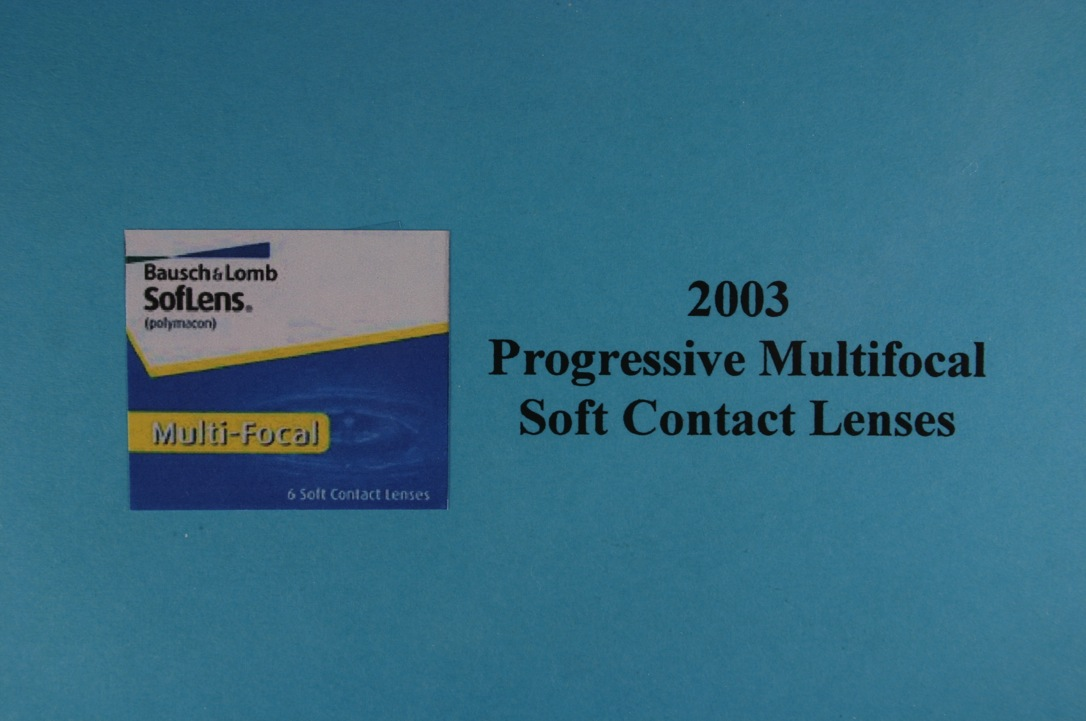 Bausch & Lomb
SofLens®
(polymacon)
Multi-Focal
6 Soft Contact Lenses
2003
Progressive Multifocal
Soft Contact Lenses